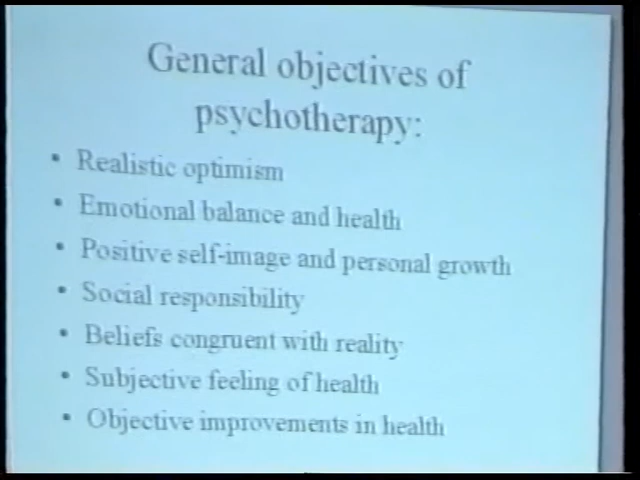 General objectives of
psychotherapy:
• Realistic optimism
• Emotional balance and health
• Positive self-image and personal growth
• Social responsibility
• Beliefs congruent with reality
• Subjective feeling of health
• Objective improvements in health